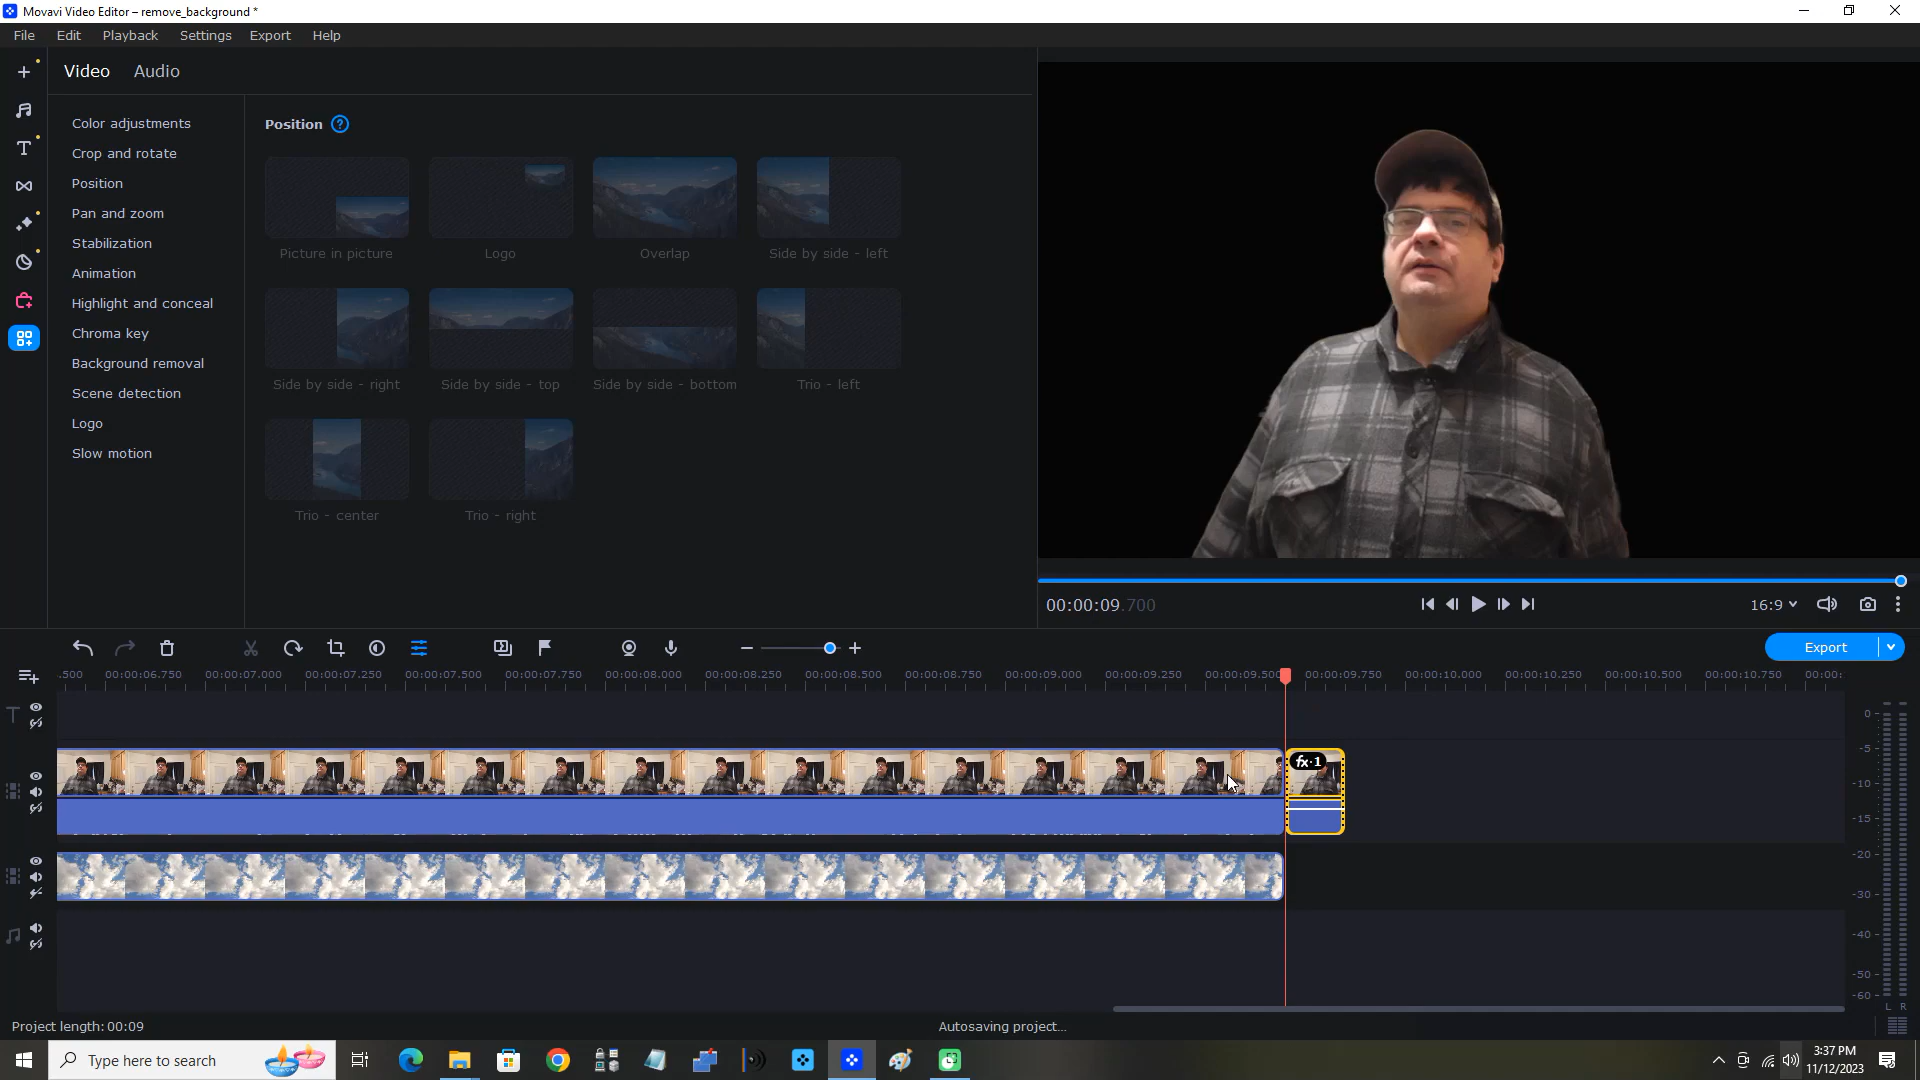 Movavi Video Editor – remove_background *
File Edit Playback Settings Export Help
Video Audio
Color adjustments
Crop and rotate
Position
Pan and zoom
Stabilization
Animation
Highlight and conceal
Chroma key
Background removal
Scene detection
Logo
Slow motion
Position ?
Picture in picture Logo Overlap Side by side - left
Side by side - right Side by side - top Side by side - bottom Trio - left
Trio - center Trio - right
00:00:09.700
16:9
Export
.500 00:00:06.750 00:00:07.000 00:00:07.250 00:00:07.500 00:00:07.750 00:00:08.000 00:00:08.250 00:00:08.500 00:00:08.750 00:00:09.000 00:00:09.250 00:00:09.500 00:00:09.750 00:00:10.000 00:00:10.250 00:00:10.500 00:00:10.750 00:00:
fx·1
0
-5
-10
-15
-20
-30
-40
-50
-60
L R
Project length: 00:09
Autosaving project...
Type here to search
3:37 PM
11/12/2023